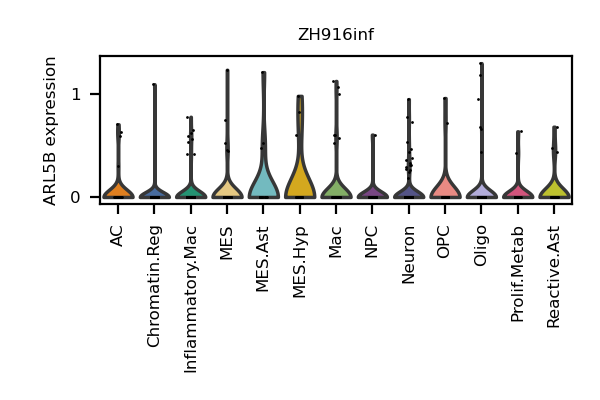 ZH916inf
ARL5B expression
1
0
AC
Chromatin.Reg
Inflammatory.Mac
MES
MES.Ast
MES.Hyp
Mac
NPC
Neuron
OPC
Oligo
Prolif.Metab
Reactive.Ast